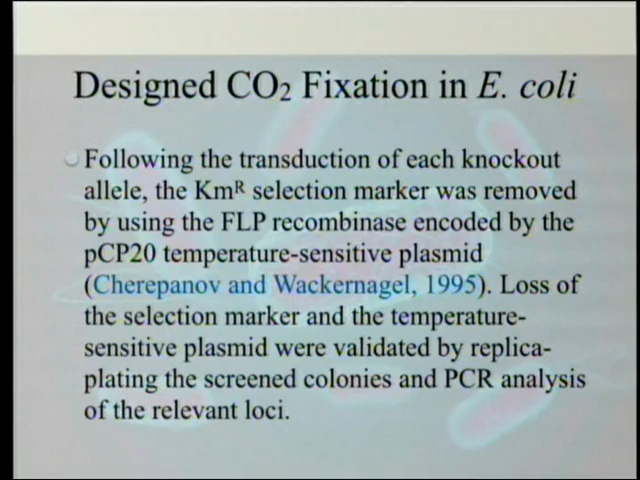 Designed CO₂ Fixation in E. coli
Following the transduction of each knockout
allele, the Kmᴿ selection marker was removed
by using the FLP recombinase encoded by the
pCP20 temperature-sensitive plasmid
(Cherepanov and Wackernagel, 1995). Loss of
the selection marker and the temperature-
sensitive plasmid were validated by replica-
plating the screened colonies and PCR analysis
of the relevant loci.